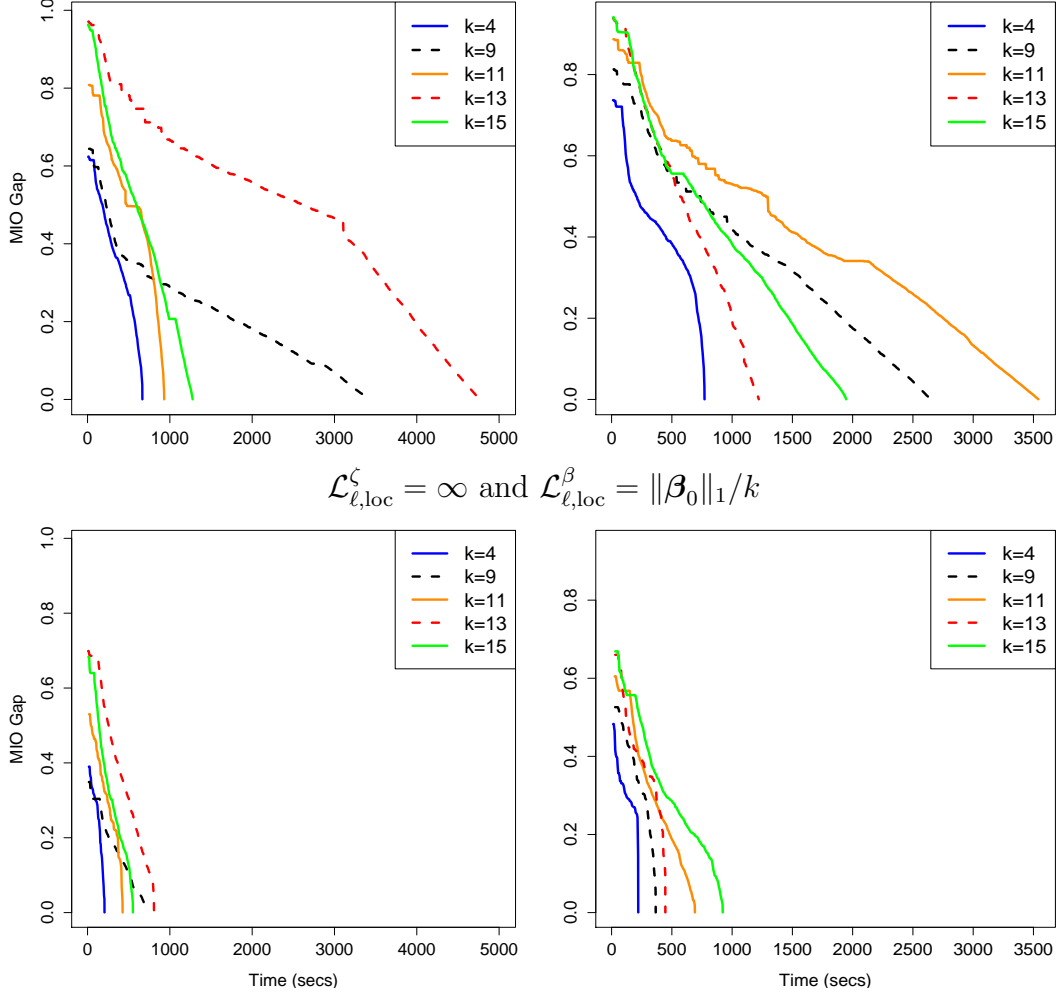 MIO Gap
0.0 0.2 0.4 0.6 0.8 1.0
k=4
k=9
k=11
k=13
k=15
0 1000 2000 3000 4000 5000
0.0 0.2 0.4 0.6 0.8
k=4
k=9
k=11
k=13
k=15
0 500 1000 1500 2000 2500 3000 3500
𝓛^ζ_{ℓ,loc} = ∞ and 𝓛^β_{ℓ,loc} = ‖𝜷₀‖₁/k
MIO Gap
0.0 0.2 0.4 0.6 0.8 1.0
k=4
k=9
k=11
k=13
k=15
0 1000 2000 3000 4000 5000
Time (secs)
0.0 0.2 0.4 0.6 0.8
k=4
k=9
k=11
k=13
k=15
0 500 1000 1500 2000 2500 3000 3500
Time (secs)